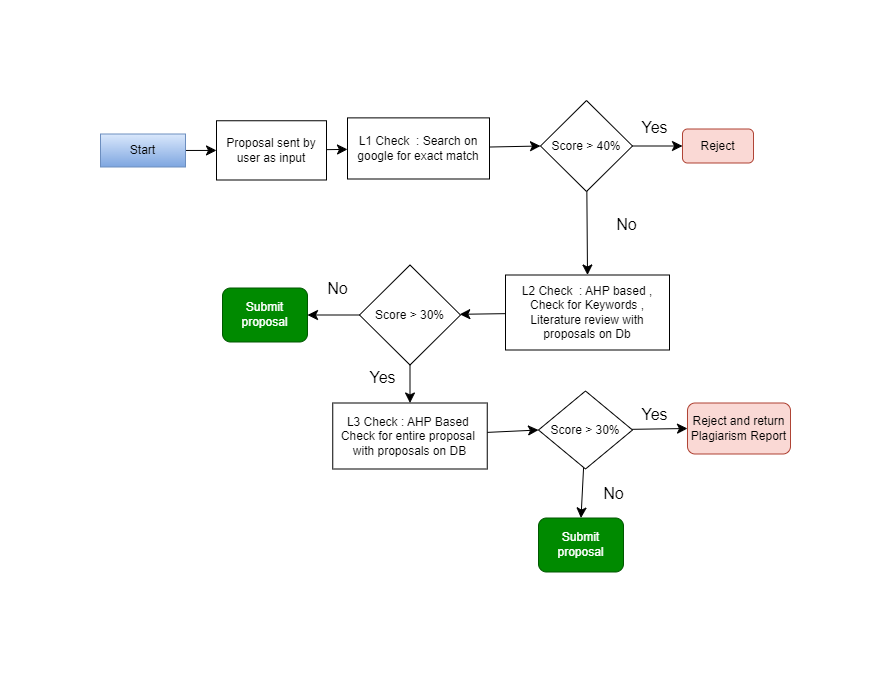 Start
Proposal sent by
user as input
L1 Check  : Search on
google for exact match
Score > 40%
Yes
Reject
No
L2 Check  : AHP based ,
Check for Keywords ,
Literature review with
proposals on Db
Score > 30%
No
Submit
proposal
Yes
L3 Check : AHP Based
Check for entire proposal
with proposals on DB
Score > 30%
Yes
Reject and return
Plagiarism Report
No
Submit
proposal